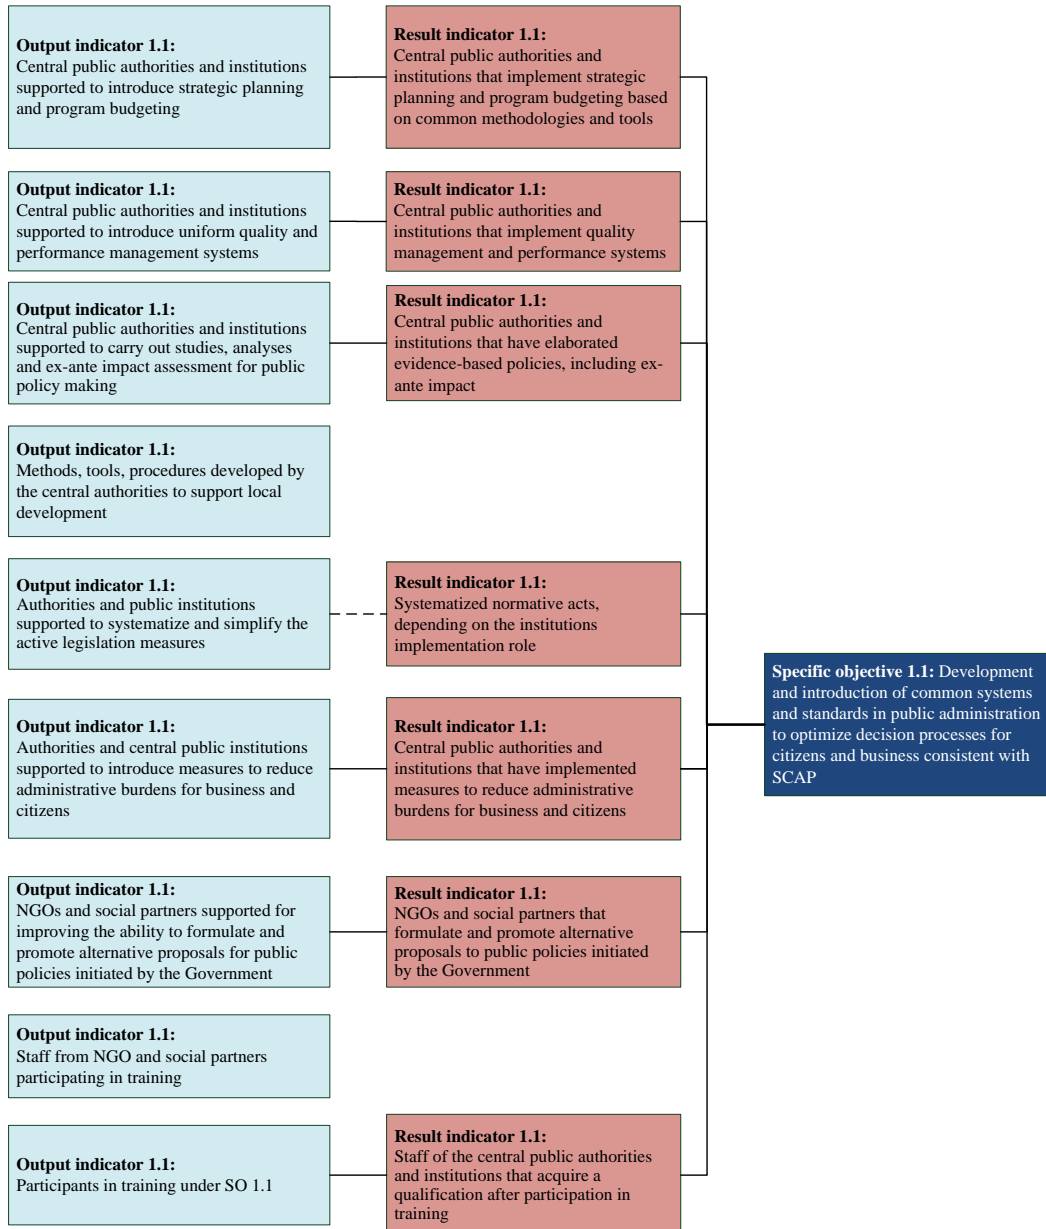 Output indicator 1.1:
Central public authorities and institutions
supported to introduce strategic planning
and program budgeting
Result indicator 1.1:
Central public authorities and
institutions that implement strategic
planning and program budgeting based
on common methodologies and tools
Output indicator 1.1:
Central public authorities and institutions
supported to introduce uniform quality and
performance management systems
Result indicator 1.1:
Central public authorities and
institutions that implement quality
management and performance systems
Output indicator 1.1:
Central public authorities and institutions
supported to carry out studies, analyses
and ex-ante impact assessment for public
policy making
Result indicator 1.1:
Central public authorities and
institutions that have elaborated
evidence-based policies, including ex-
ante impact
Output indicator 1.1:
Methods, tools, procedures developed by
the central authorities to support local
development
Output indicator 1.1:
Authorities and public institutions
supported to systematize and simplify the
active legislation measures
Result indicator 1.1:
Systematized normative acts,
depending on the institutions
implementation role
Specific objective 1.1: Development
and introduction of common systems
and standards in public administration
to optimize decision processes for
citizens and business consistent with
SCAP
Output indicator 1.1:
Authorities and central public institutions
supported to introduce measures to reduce
administrative burdens for business and
citizens
Result indicator 1.1:
Central public authorities and
institutions that have implemented
measures to reduce administrative
burdens for business and citizens
Output indicator 1.1:
NGOs and social partners supported for
improving the ability to formulate and
promote alternative proposals for public
policies initiated by the Government
Result indicator 1.1:
NGOs and social partners that
formulate and promote alternative
proposals to public policies initiated
by the Government
Output indicator 1.1:
Staff from NGO and social partners
participating in training
Output indicator 1.1:
Participants in training under SO 1.1
Result indicator 1.1:
Staff of the central public authorities
and institutions that acquire a
qualification after participation in
training